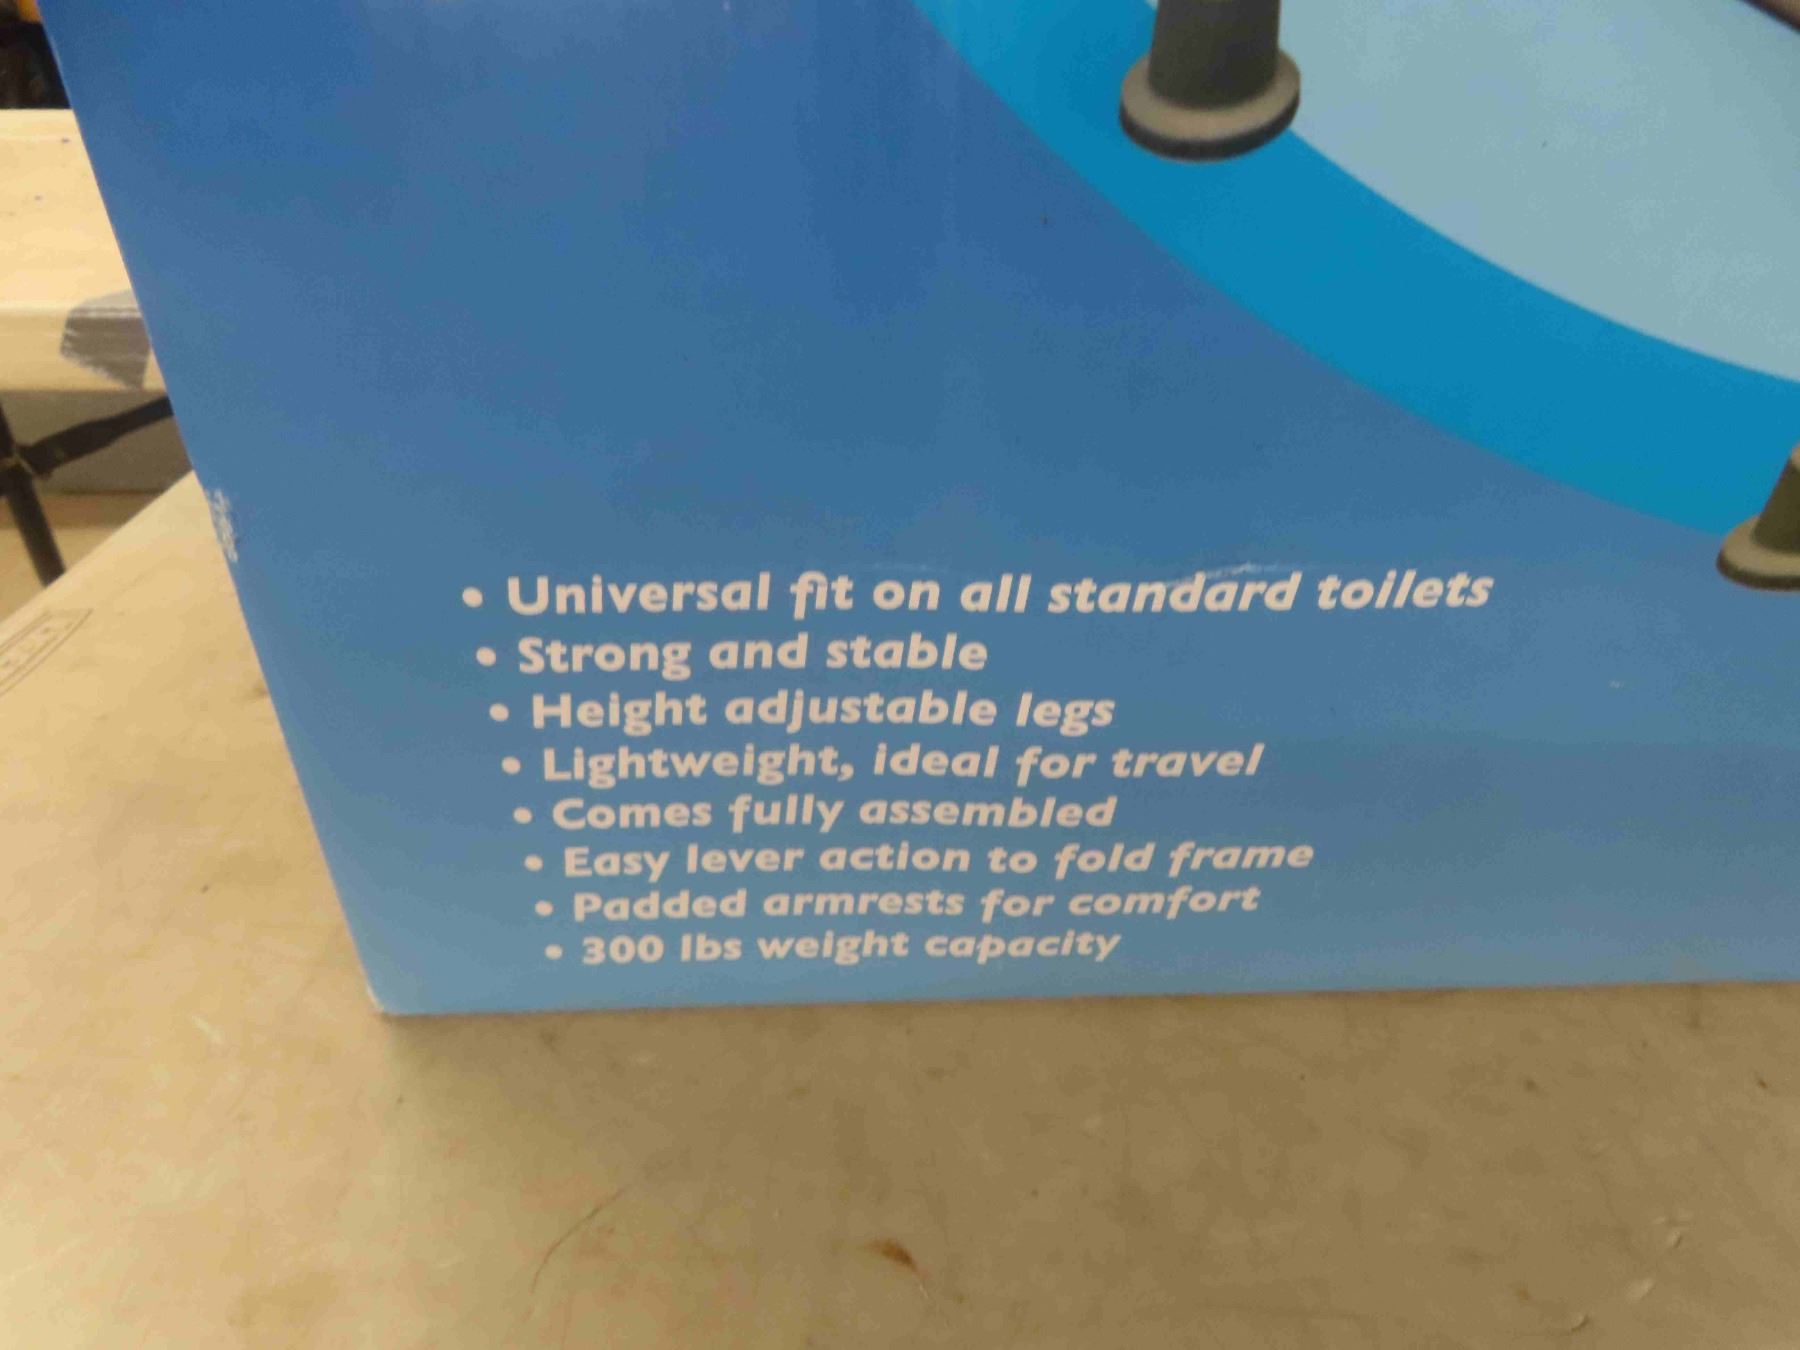 • Universal fit on all standard toilets
• Strong and stable
• Height adjustable legs
• Lightweight, ideal for travel
• Comes fully assembled
• Easy lever action to fold frame
• Padded armrests for comfort
• 300 lbs weight capacity